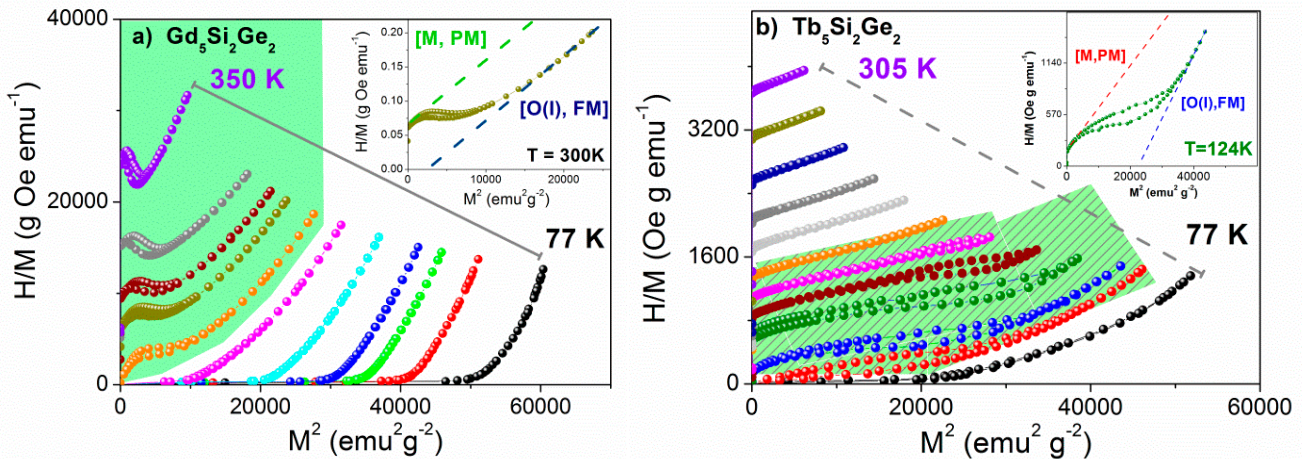 a) Gd₅Si₂Ge₂
350 K
77 K
H/M (g Oe emu⁻¹)
40000
20000
0
0
20000
40000
60000
M² (emu²g⁻²)
[M, PM]
[O(I), FM]
T = 300K
H/M (g Oe emu⁻¹)
0.20
0.15
0.10
0.05
0.00
0
10000
20000
M² (emu²g⁻²)
b) Tb₅Si₂Ge₂
305 K
77 K
H/M (Oe g emu⁻¹)
3200
1600
0
0
20000
40000
60000
M² (emu²g⁻²)
[M,PM]
[O(I),FM]
T=124K
H/M (Oe g emu⁻¹)
1140
570
0
0
20000
40000
M² (emu²g⁻²)